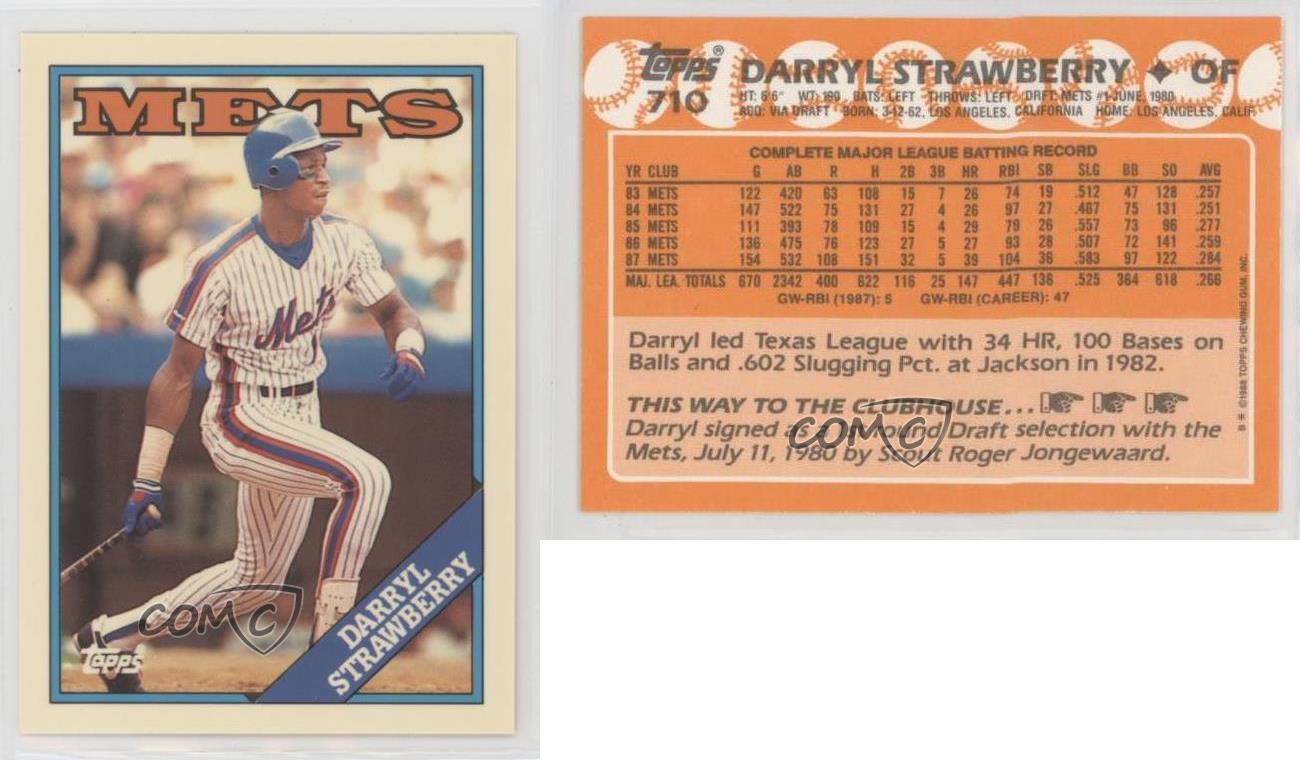 METS
Mets
COMC
topps
DARRYL
STRAWBERRY
topps®
710
DARRYL STRAWBERRY ♦ OF
HT: 6'6" WT: 190 BATS: LEFT THROWS: LEFT DRAFT: METS #1-JUNE, 1980
ACQ: VIA DRAFT BORN: 3-12-62, LOS ANGELES, CALIFORNIA HOME: LOS ANGELES, CALIF.
COMPLETE MAJOR LEAGUE BATTING RECORD
YR CLUB G AB R H 2B 3B HR RBI SB SLG BB SO AVG
83 METS 122 420 63 108 15 7 26 74 19 .512 47 128 .257
84 METS 147 522 75 131 27 4 26 97 27 .467 75 131 .251
85 METS 111 393 78 109 15 4 29 79 26 .557 73 96 .277
86 METS 136 475 76 123 27 5 27 93 28 .507 72 141 .259
87 METS 154 532 108 151 32 5 39 104 36 .583 97 122 .284
MAJ. LEA. TOTALS 670 2342 400 622 116 25 147 447 136 .525 364 618 .266
GW-RBI (1987): 5 GW-RBI (CAREER): 47
Darryl led Texas League with 34 HR, 100 Bases on
Balls and .602 Slugging Pct. at Jackson in 1982.
THIS WAY TO THE CLUBHOUSE...
Darryl signed as a 1st round Draft selection with the
Mets, July 11, 1980 by Scout Roger Jongewaard.
COMC
B ** ©1988 TOPPS CHEWING GUM, INC.